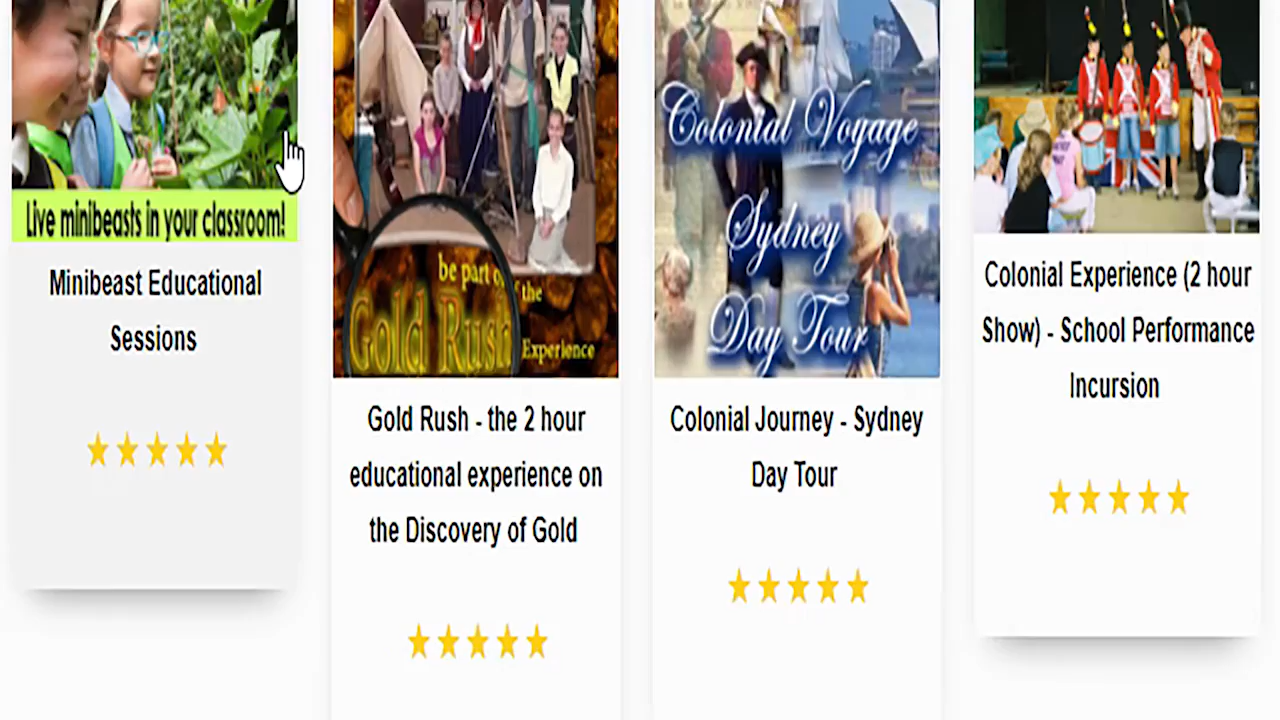 Live minibeasts in your classroom!
Minibeast Educational
Sessions
be part of the
Gold Rush
Experience
Gold Rush - the 2 hour
educational experience on
the Discovery of Gold
Colonial Voyage
Sydney
Day Tour
Colonial Journey - Sydney
Day Tour
Colonial Experience (2 hour
Show) - School Performance
Incursion